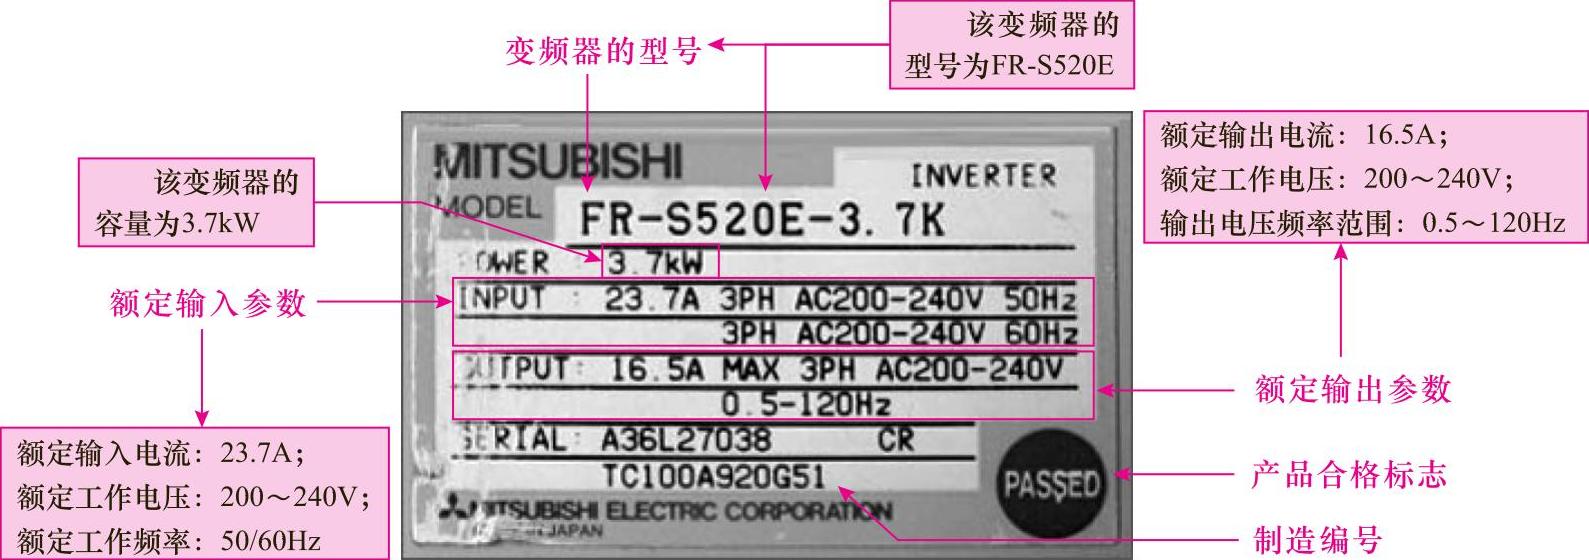 变频器的型号
该变频器的
型号为FR-S520E
额定输出电流：16.5A；
额定工作电压：200～240V；
输出电压频率范围：0.5～120Hz
该变频器的
容量为3.7kW
额定输入参数
额定输入电流：23.7A；
额定工作电压：200～240V；
额定工作频率：50/60Hz
MITSUBISHI
INVERTER
MODEL FR-S520E-3.7K
POWER : 3.7kW
INPUT : 23.7A 3PH AC200-240V 50Hz
3PH AC200-240V 60Hz
OUTPUT: 16.5A MAX 3PH AC200-240V
0.5-120Hz
SERIAL: A36L27038 CR
TC100A920G51
PASSED
MITSUBISHI ELECTRIC CORPORATION
IN JAPAN
额定输出参数
产品合格标志
制造编号